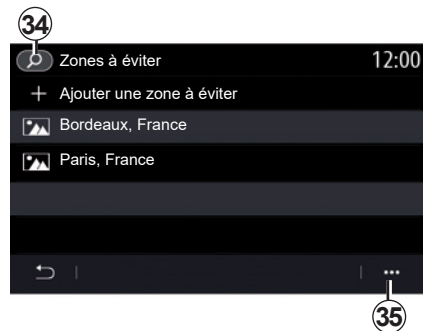 34
Zones à éviter 12:00
+ Ajouter une zone à éviter
Bordeaux, France
Paris, France
35